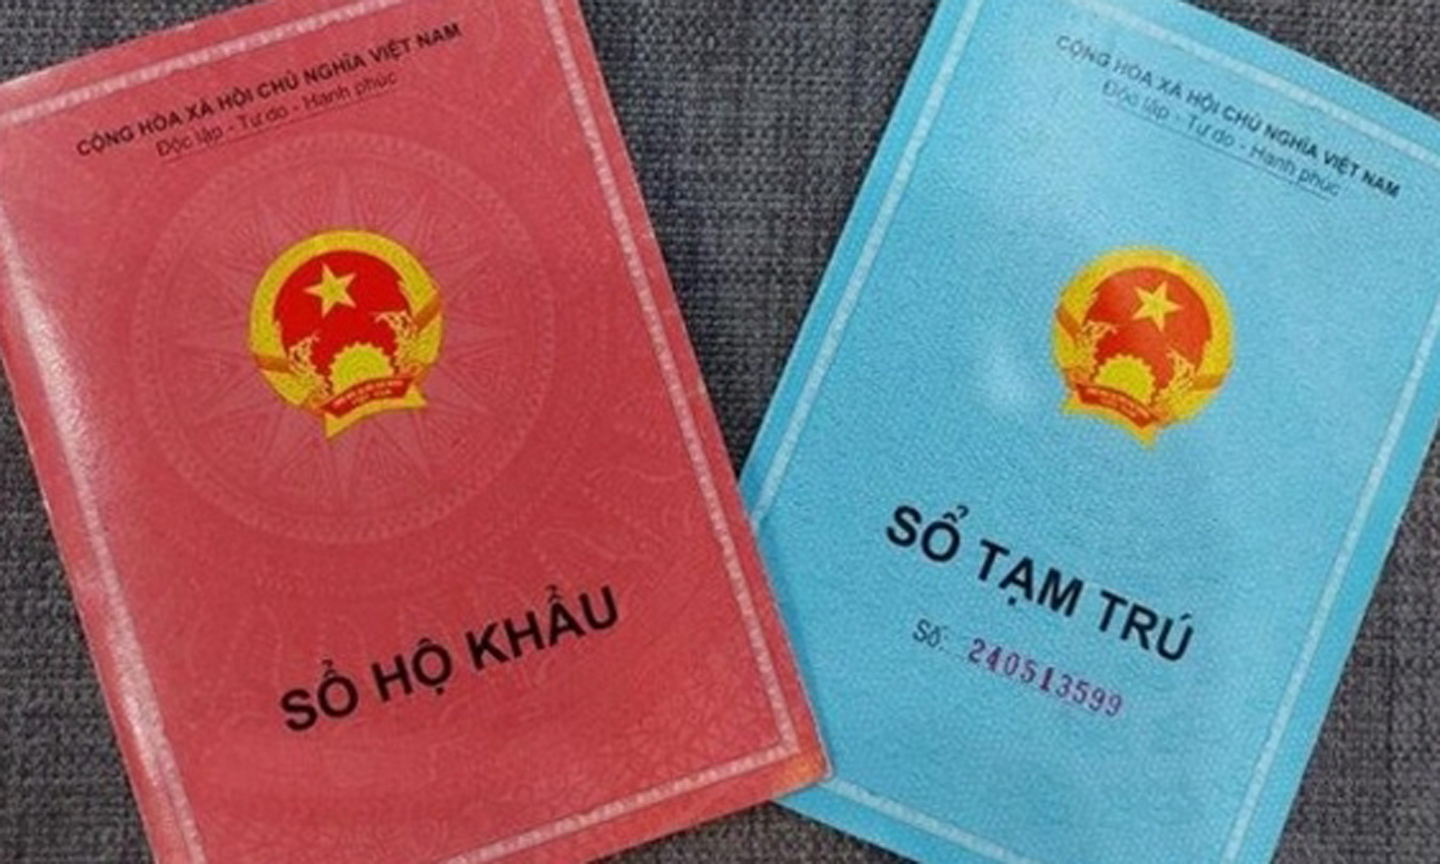 CỘNG HÒA XÃ HỘI CHỦ NGHĨA VIỆT NAM
Độc lập - Tự do - Hạnh phúc
SỔ HỘ KHẨU
CỘNG HÒA XÃ HỘI CHỦ NGHĨA VIỆT NAM
Độc lập - Tự do - Hạnh phúc
SỔ TẠM TRÚ
Số: 240513599